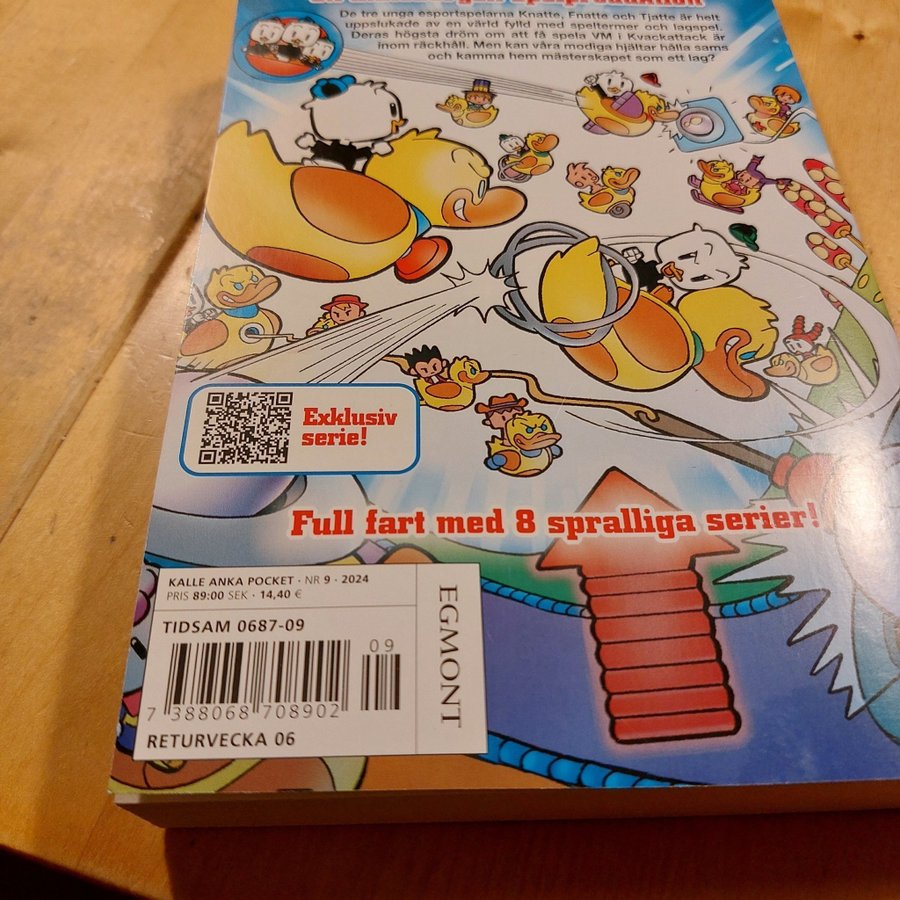 De tre unga esportspelarna Knatte, Fnatte och Tjatte är helt
uppslukade av en värld fylld med speltermer och lagspel.
Deras högsta dröm om att få spela VM i Kvackattack är
inom räckhåll. Men kan våra modiga hjältar hålla sams
och kamma hem mästerskapet som ett lag?
Exklusiv
serie!
Full fart med 8 spralliga serier!
KALLE ANKA POCKET · NR 9 · 2024
PRIS 89:00 SEK · 14,40 €
TIDSAM 0687-09
09
7 388068 708902
RETURVECKA 06
EGMONT